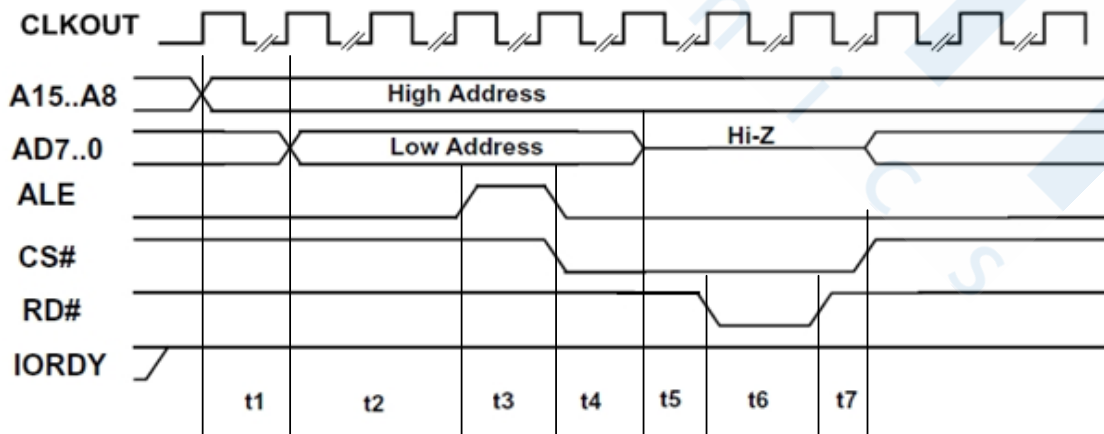 CLKOUT
A15..A8 High Address
AD7..0 Low Address Hi-Z
ALE
CS#
RD#
IORDY
t1 t2 t3 t4 t5 t6 t7
n
i
c
s